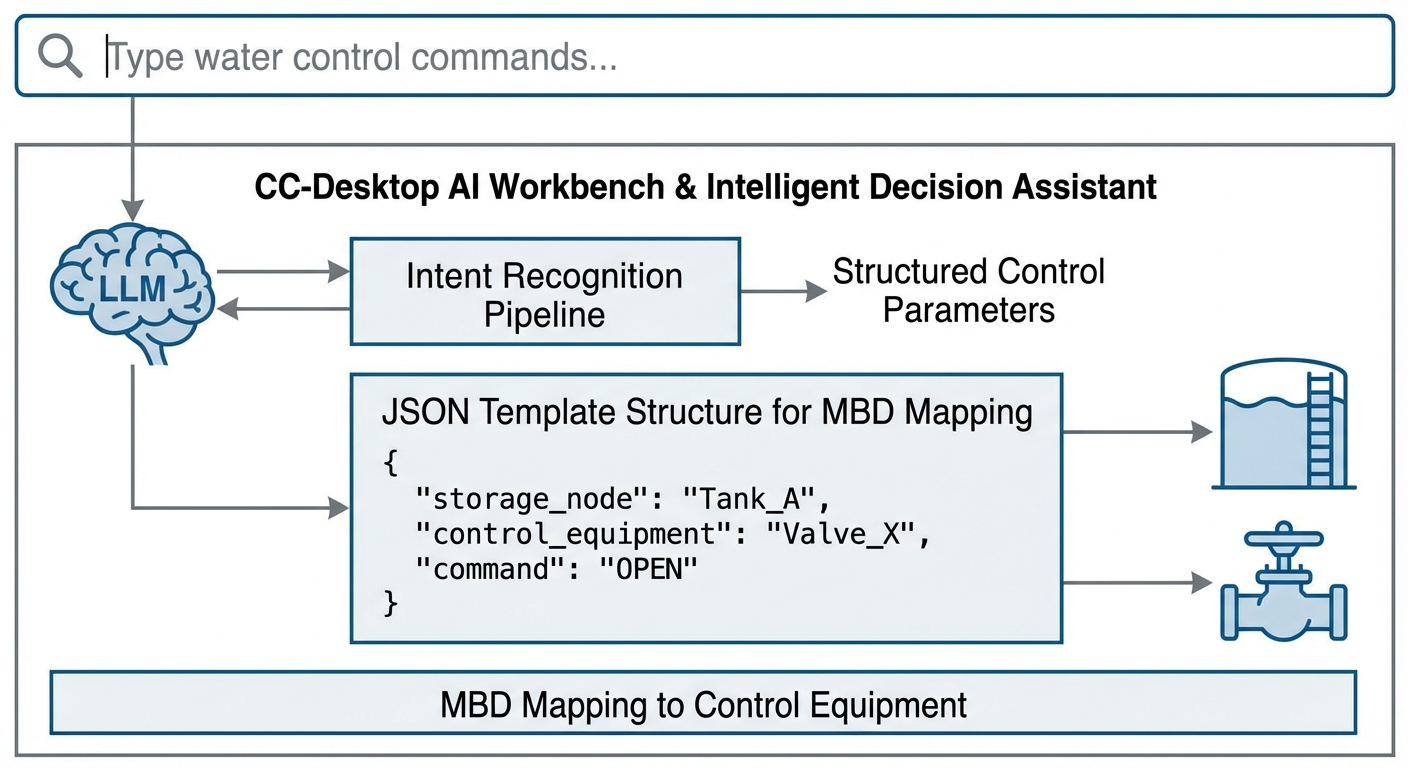 Type water control commands...
CC-Desktop AI Workbench & Intelligent Decision Assistant
LLM
Intent Recognition
Pipeline
Structured Control
Parameters
JSON Template Structure for MBD Mapping
{
"storage_node": "Tank_A",
"control_equipment": "Valve_X",
"command": "OPEN"
}
MBD Mapping to Control Equipment